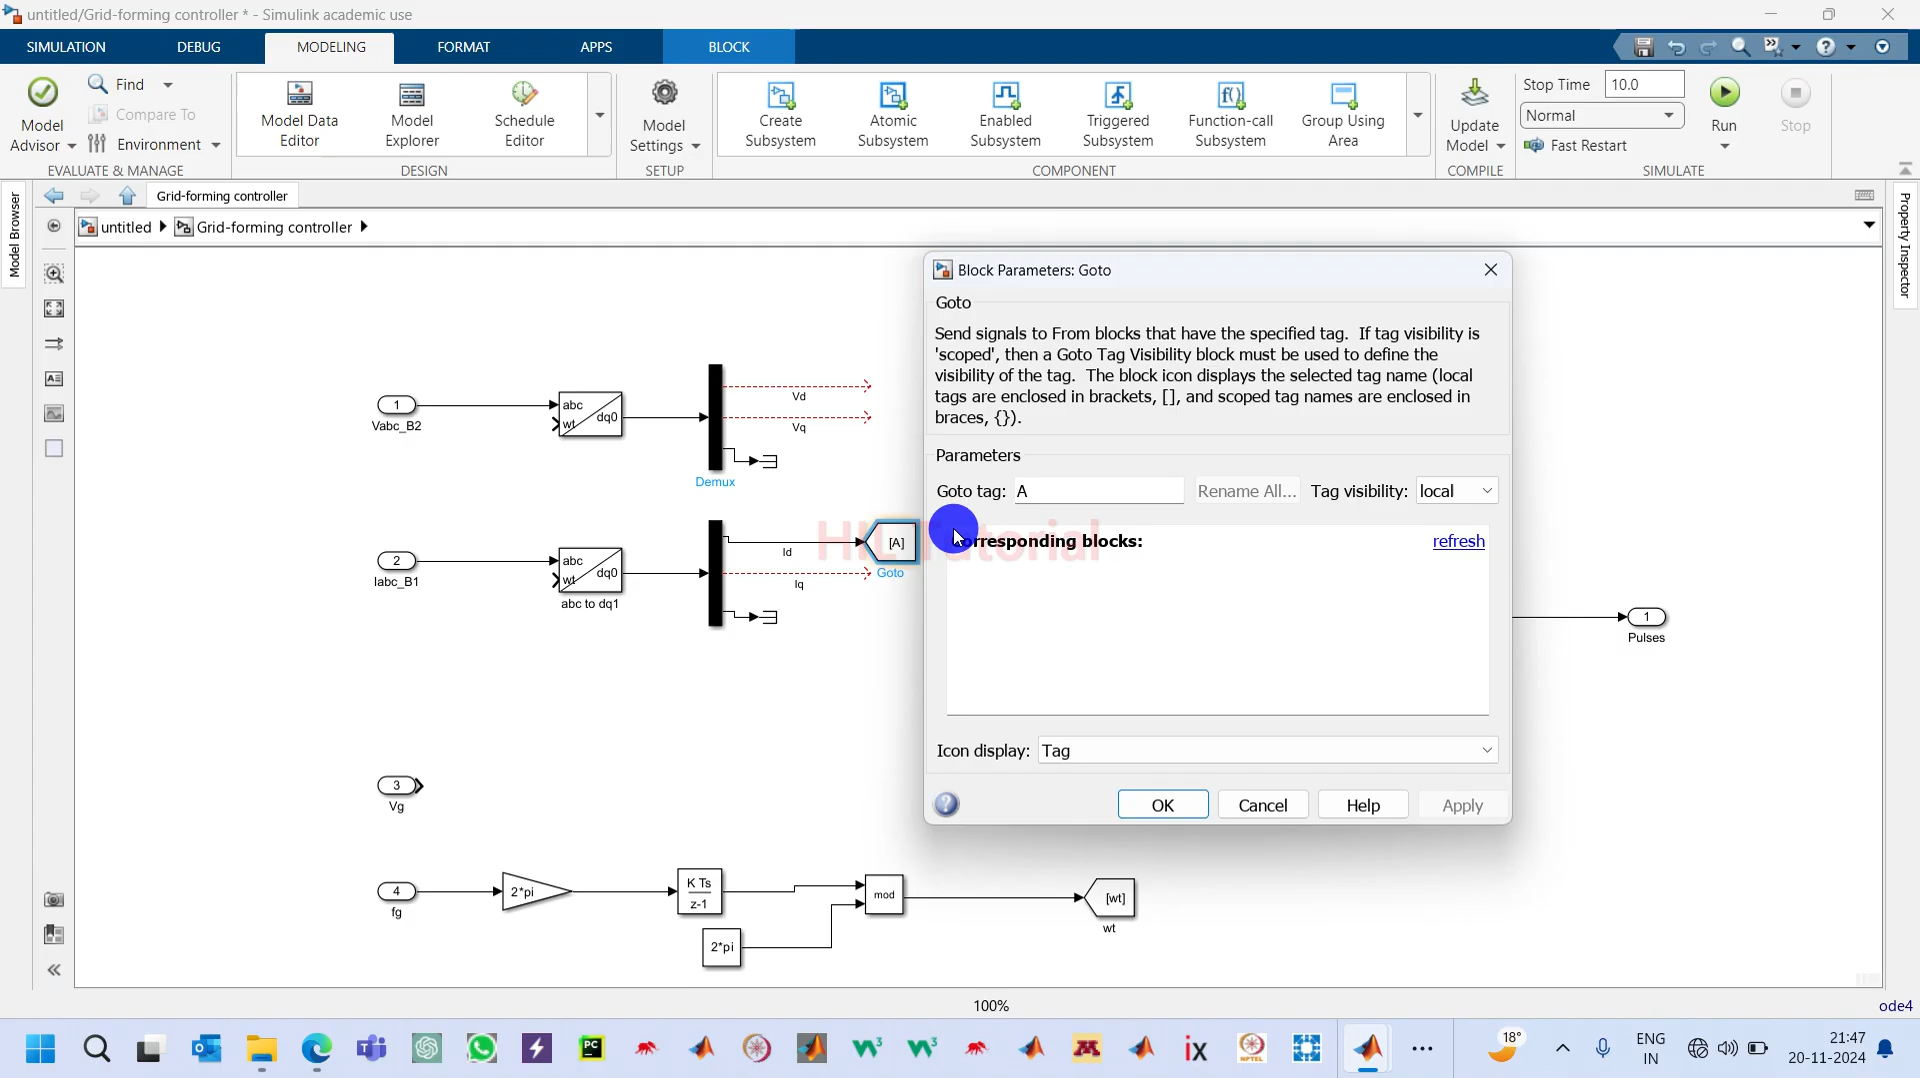 untitled/Grid-forming controller * - Simulink academic use
SIMULATION
DEBUG
MODELING
FORMAT
APPS
BLOCK
Model
Advisor
Find
Compare To
Environment
EVALUATE & MANAGE
Model Data
Editor
Model
Explorer
Schedule
Editor
DESIGN
Model
Settings
SETUP
Create
Subsystem
Atomic
Subsystem
Enabled
Subsystem
Triggered
Subsystem
Function-call
Subsystem
Group Using
Area
COMPONENT
Update
Model
COMPILE
Stop Time 10.0
Normal
Fast Restart
Run
Stop
SIMULATE
Model Browser
Grid-forming controller
untitled
Grid-forming controller
Property Inspector
1
Vabc_B2
abc
wt
dq0
Demux
Vd
Vq
2
Iabc_B1
abc
wt
dq0
abc to dq1
Id
Iq
[A]
Goto
3
Vg
4
fg
2*pi
K Ts
z-1
2*pi
mod
[wt]
wt
1
Pulses
Block Parameters: Goto
Goto
Send signals to From blocks that have the specified tag. If tag visibility is
'scoped', then a Goto Tag Visibility block must be used to define the
visibility of the tag. The block icon displays the selected tag name (local
tags are enclosed in brackets, [], and scoped tag names are enclosed in
braces, {}).
Parameters
Goto tag: A
Rename All...
Tag visibility: local
Corresponding blocks:
refresh
Icon display: Tag
OK
Cancel
Help
Apply
HIL Tutorial
100%
ode4
18°
ENG
IN
21:47
20-11-2024